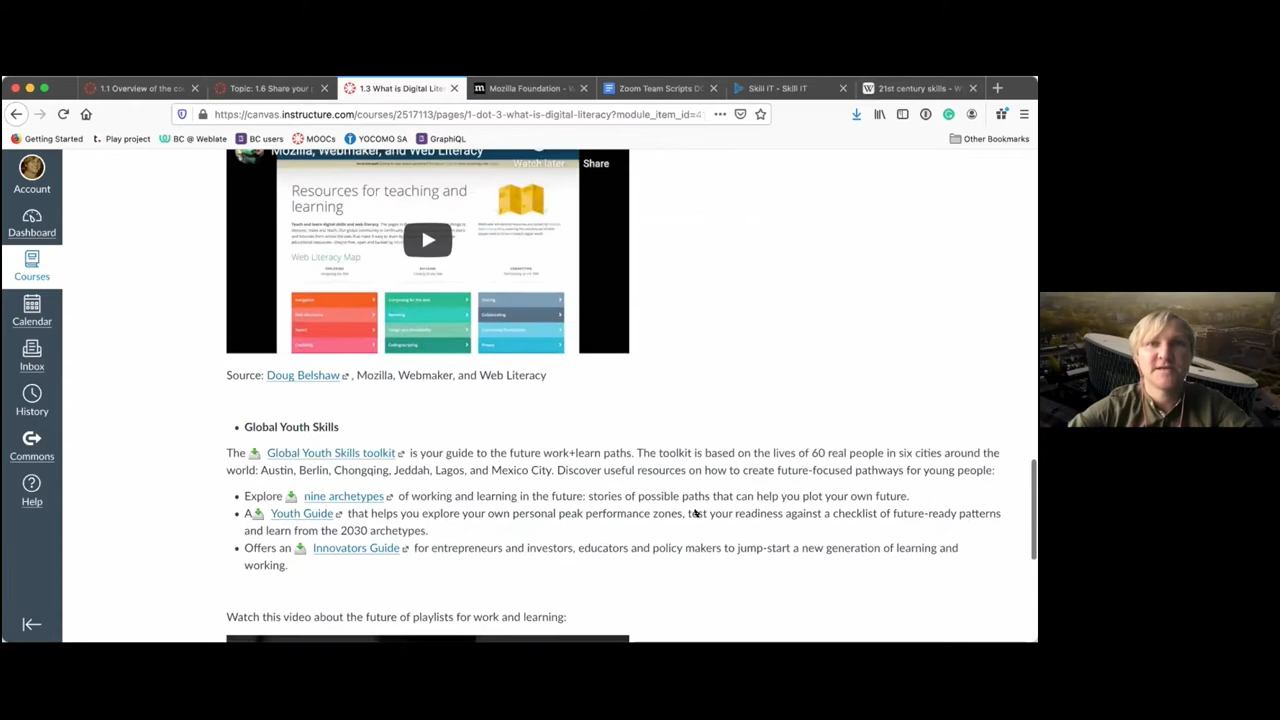 1.1 Overview of the co
Topic: 1.6 Share your
1.3 What is Digital Lite
Mozilla Foundation - W
Zoom Team Scripts D
Skill IT - Skill IT
21st century skills - W
https://canvas.instructure.com/courses/2517113/pages/1-dot-3-what-is-digital-literacy?module_item_id=4
Getting Started
Play project
BC @ Weblate
BC users
MOOCs
YOCOMO SA
GraphiQL
Other Bookmarks
Account
Dashboard
Courses
Calendar
Inbox
History
Commons
Help
Mozilla, Webmaker, and Web Literacy
Watch later
Share
Resources for teaching and
learning
Web Literacy Map
Source: Doug Belshaw , Mozilla, Webmaker, and Web Literacy
• Global Youth Skills
The Global Youth Skills toolkit is your guide to the future work+learn paths. The toolkit is based on the lives of 60 real people in six cities around the
world: Austin, Berlin, Chongqing, Jeddah, Lagos, and Mexico City. Discover useful resources on how to create future-focused pathways for young people:
• Explore nine archetypes of working and learning in the future: stories of possible paths that can help you plot your own future.
• A Youth Guide that helps you explore your own personal peak performance zones, test your readiness against a checklist of future-ready patterns
and learn from the 2030 archetypes.
• Offers an Innovators Guide for entrepreneurs and investors, educators and policy makers to jump-start a new generation of learning and
working.
Watch this video about the future of playlists for work and learning: